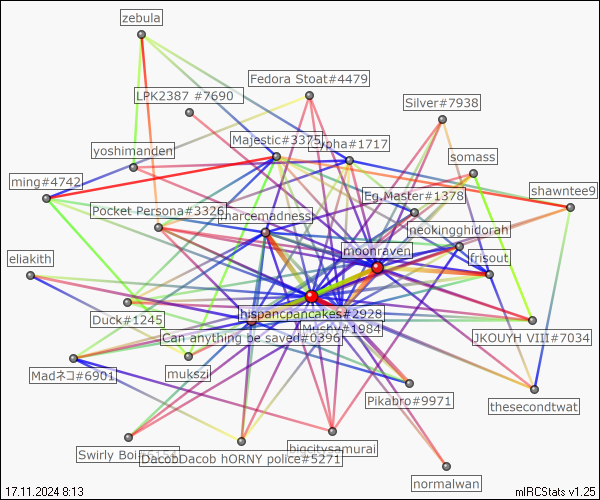 zebula
Fedora Stoat#4479
LPK2387 #7690
Silver#7938
Majestic#3375
ypha#1717
yoshimanden
somass
ming#4742
Eg.Master#1378
shawntee9
Pocket Persona#3326
narcemadness
neokingghidorah
moonraven
eliakith
frisout
hispancpancakes#2928
Duck#1245
Muchy#1984
Can anything be saved#0396
JKOUYH VIII#7034
Madネコ#6901
mukszi
Pikabro#9971
thesecondtwat
bigcitysamurai
Swirly Boi
DacobDacob hORNY police#5271
normalwan
17.11.2024 8:13
mIRCStats v1.25